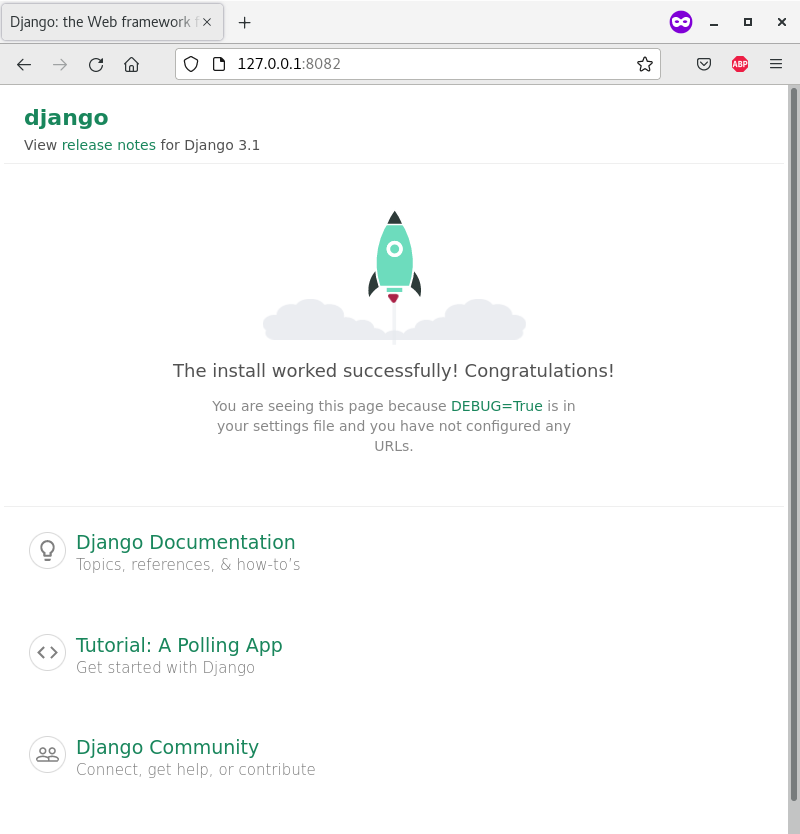 Django: the Web framework f
127.0.0.1:8082
ABP
django
View release notes for Django 3.1
The install worked successfully! Congratulations!
You are seeing this page because DEBUG=True is in
your settings file and you have not configured any
URLs.
Django Documentation
Topics, references, & how-to’s
Tutorial: A Polling App
Get started with Django
Django Community
Connect, get help, or contribute